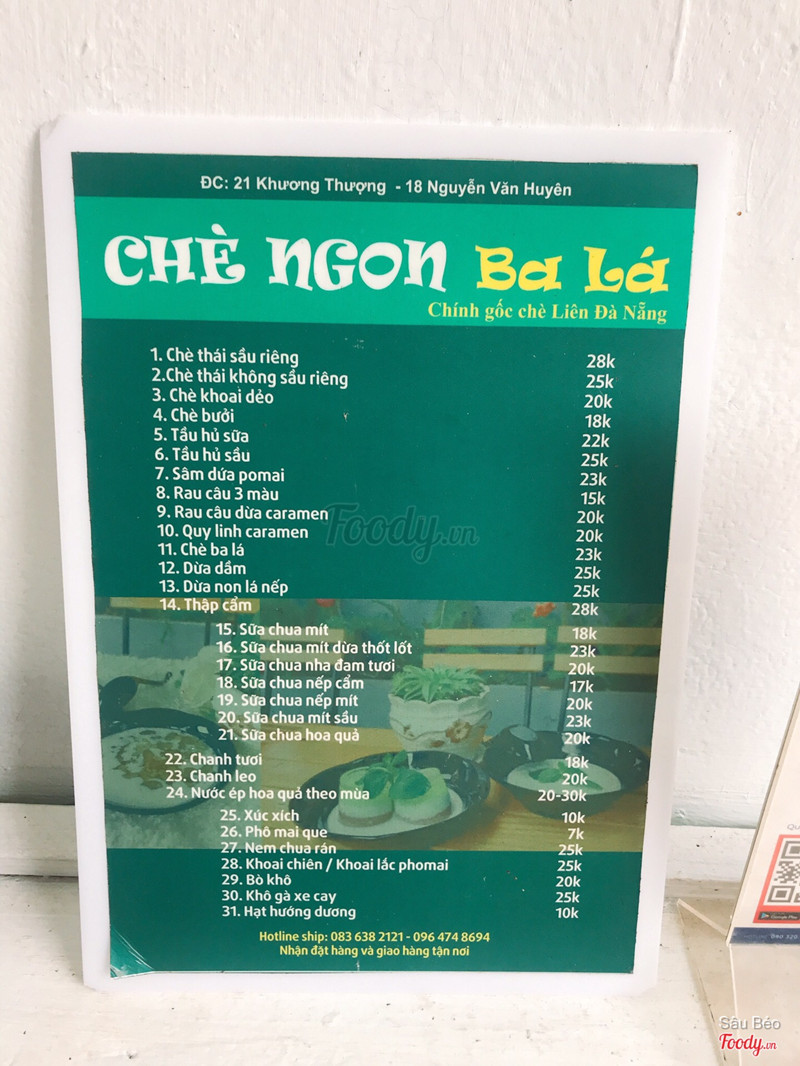 ĐC: 21 Khương Thượng - 18 Nguyễn Văn Huyên
CHÈ NGON Ba Lá
Chính gốc chè Liên Đà Nẵng
1. Chè thái sầu riêng 28k
2.Chè thái không sầu riêng 25k
3. Chè khoai dẻo 20k
4. Chè bưởi 18k
5. Tầu hủ sữa 22k
6. Tầu hủ sầu 25k
7. Sâm dứa pomai 23k
8. Rau câu 3 màu 15k
9. Rau câu dừa caramen 20k
10. Quy linh caramen 20k
11. Chè ba lá 23k
12. Dừa dầm 25k
13. Dừa non lá nếp 25k
14. Thập cẩm 28k
15. Sữa chua mít 18k
16. Sữa chua mít dừa thốt lốt 23k
17. Sữa chua nha đam tươi 20k
18. Sữa chua nếp cẩm 17k
19. Sữa chua nếp mít 20k
20. Sữa chua mít sầu 23k
21. Sữa chua hoa quả 20k
22. Chanh tươi 18k
23. Chanh leo 20k
24. Nước ép hoa quả theo mùa 20-30k
25. Xúc xích 10k
26. Phô mai que 7k
27. Nem chua rán 25k
28. Khoai chiên / Khoai lắc phomai 25k
29. Bò khô 20k
30. Khô gà xe cay 25k
31. Hạt hướng dương 10k
Hotline ship: 083 638 2121 - 096 474 8694
Nhận đặt hàng và giao hàng tận nơi
Foody.vn
Sâu Béo
Foody.vn